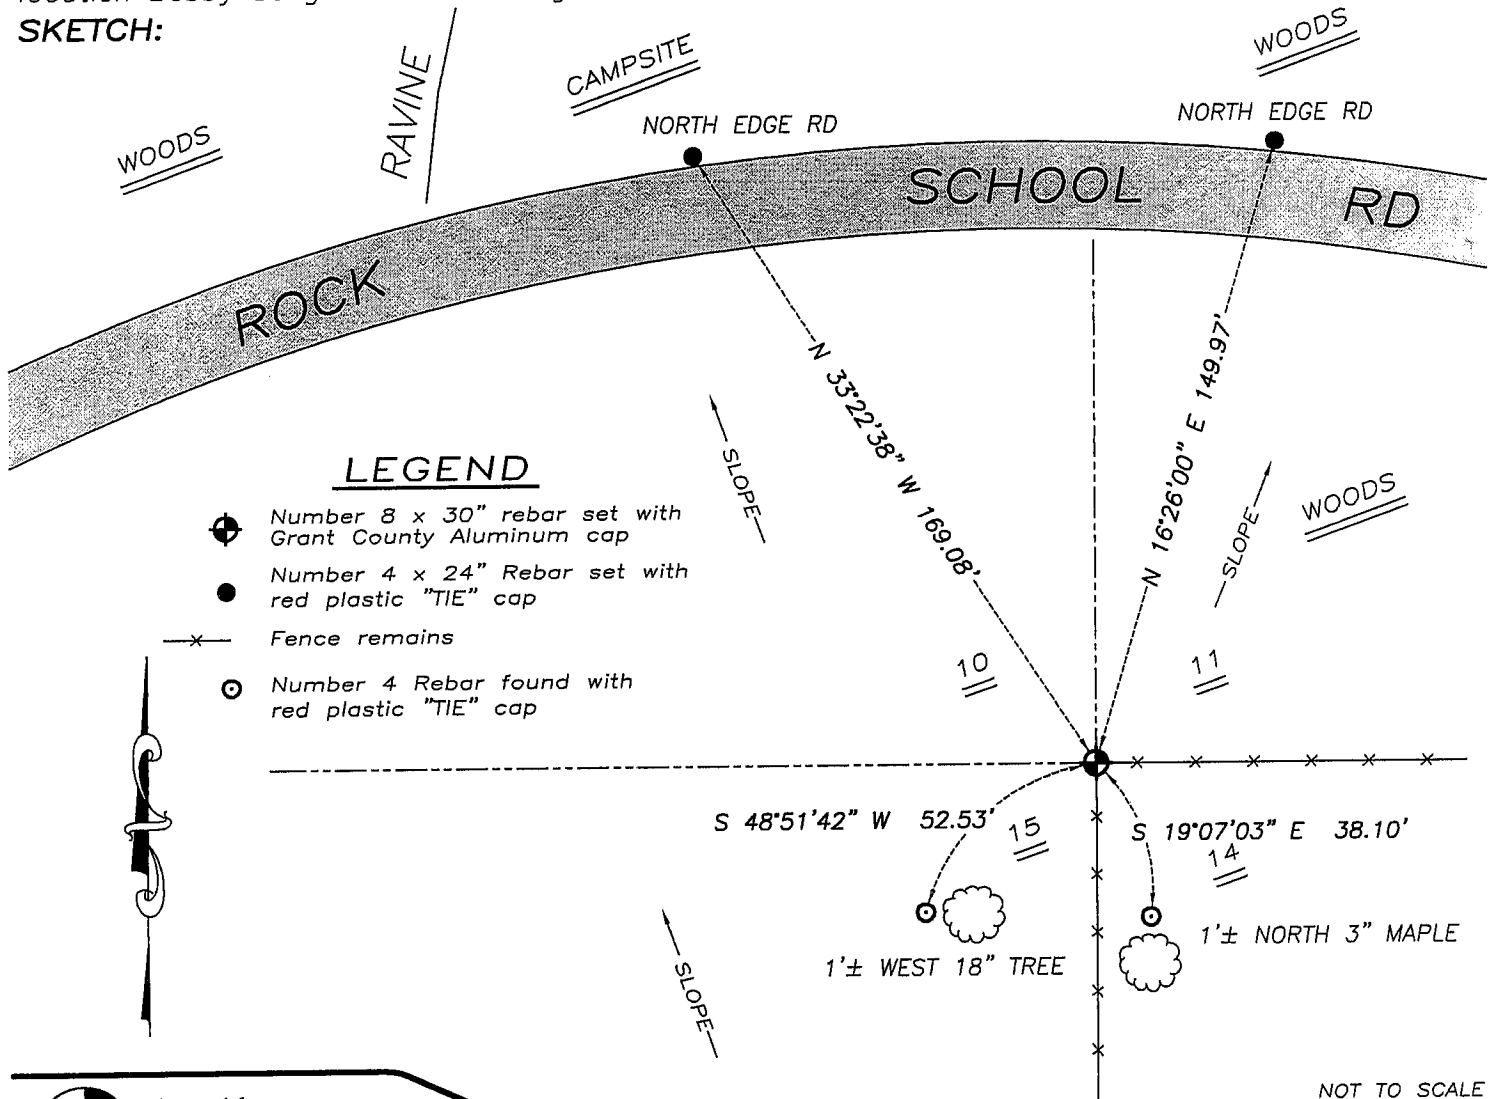 SKETCH:
WOODS
RAVINE
CAMPSITE
WOODS
NORTH EDGE RD
NORTH EDGE RD
ROCK SCHOOL RD
N 33°22'38" W 169.08'
N 16°26'00" E 149.97'
SLOPE
SLOPE
WOODS
LEGEND
Number 8 x 30" rebar set with
Grant County Aluminum cap
Number 4 x 24" Rebar set with
red plastic "TIE" cap
Fence remains
Number 4 Rebar found with
red plastic "TIE" cap
10
11
S 48°51'42" W 52.53'
15
S 19°07'03" E 38.10'
14
1'± WEST 18" TREE
1'± NORTH 3" MAPLE
SLOPE
NOT TO SCALE